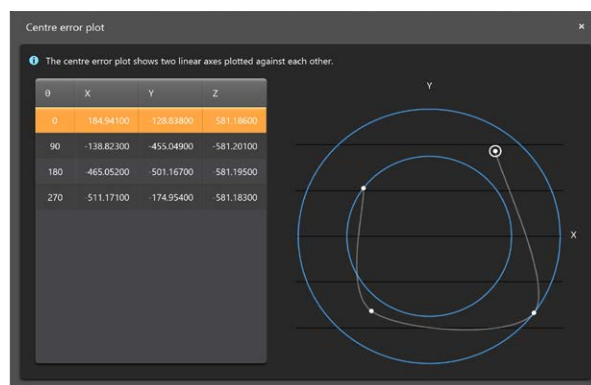 Centre error plot ×
i The centre error plot shows two linear axes plotted against each other.
θ X Y Z
0 184.94100 -128.83800 -581.18600
90 -138.82300 -455.04900 -581.20100
180 -465.05200 -501.16700 -581.19500
270 -511.17100 -174.95400 -581.18300
Y
X